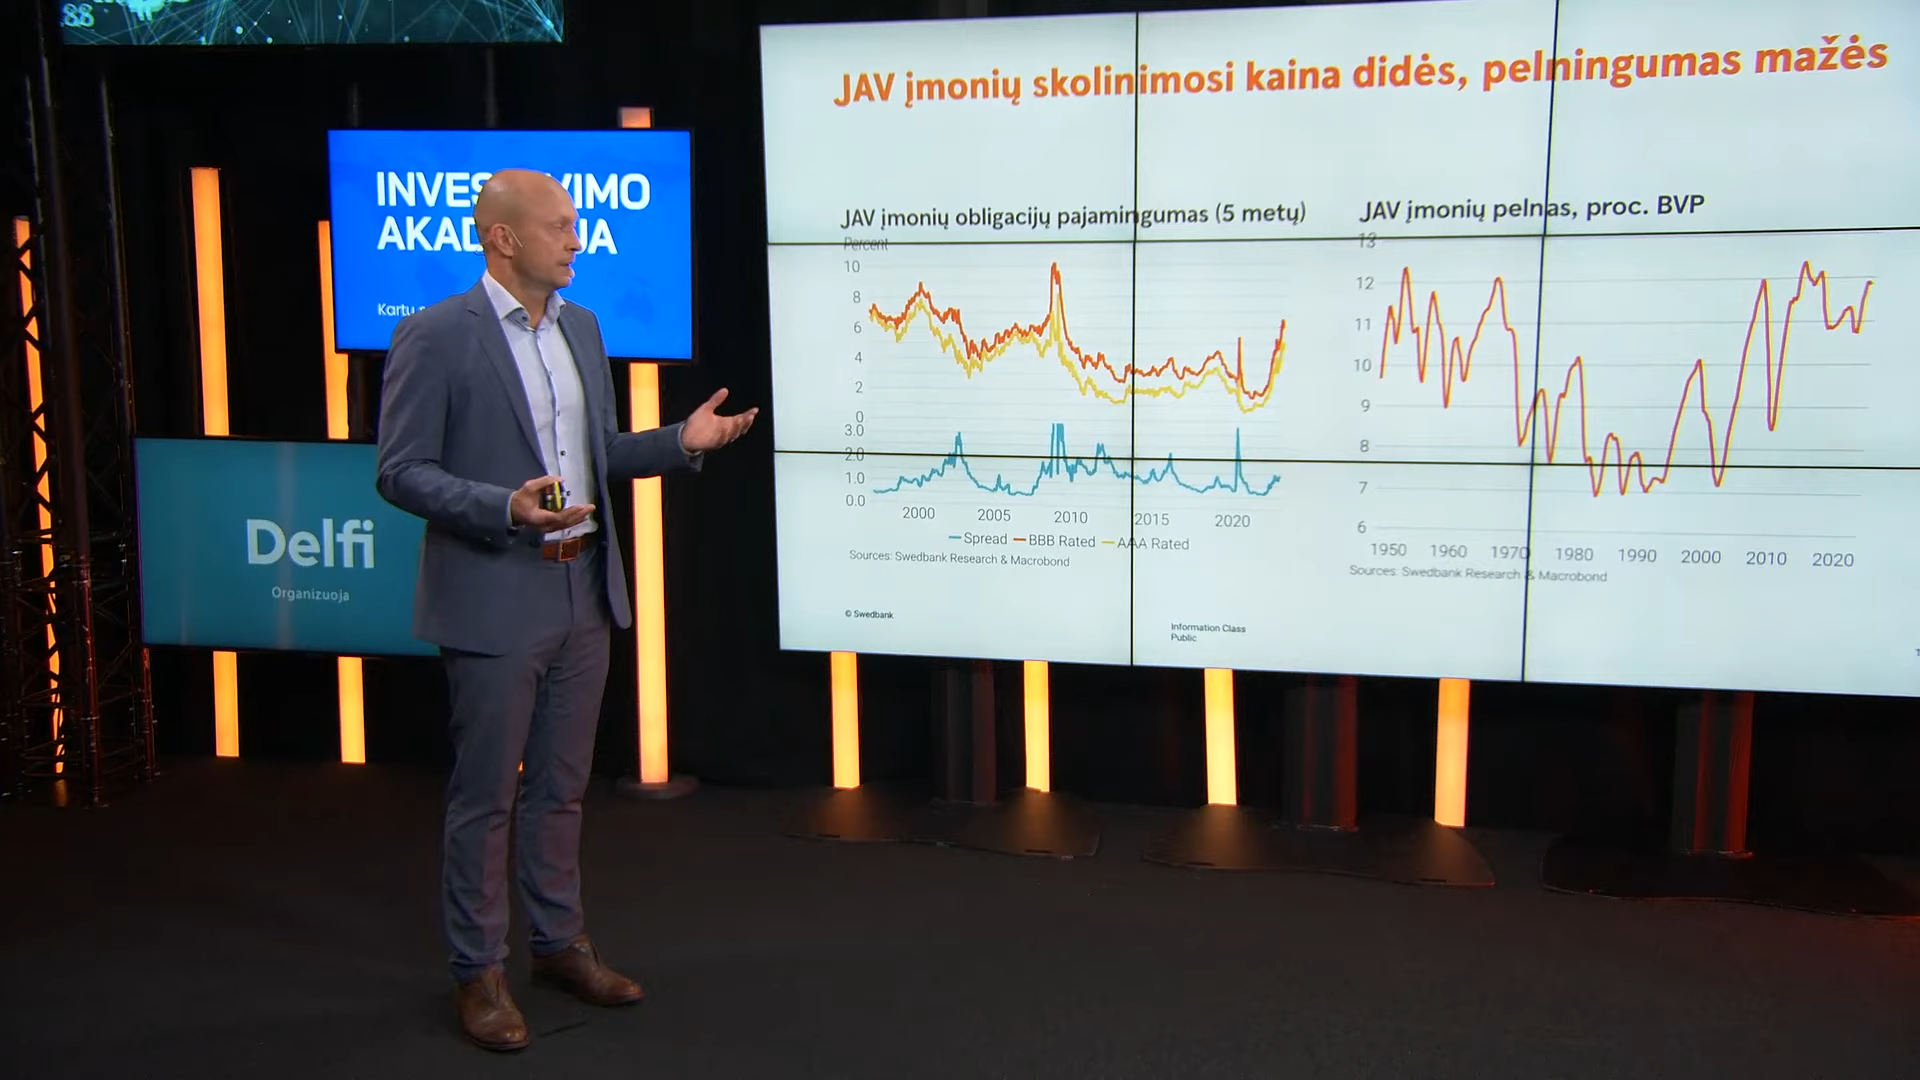 88
INVES VIMO
AKAD JA
Kartu
Delfi
Organizuoja
JAV įmonių skolinimosi kaina didės, pelningumas mažės
JAV įmonių obligacijų pajamingumas (5 metų)
Percent
10
8
6
4
2
0
3.0
2.0
1.0
0.0
2000 2005 2010 2015 2020
Spread BBB Rated AAA Rated
Sources: Swedbank Research & Macrobond
JAV įmonių pelnas, proc. BVP
13
12
11
10
9
8
7
6
1950 1960 1970 1980 1990 2000 2010 2020
Sources: Swedbank Research & Macrobond
© Swedbank
Information Class
Public